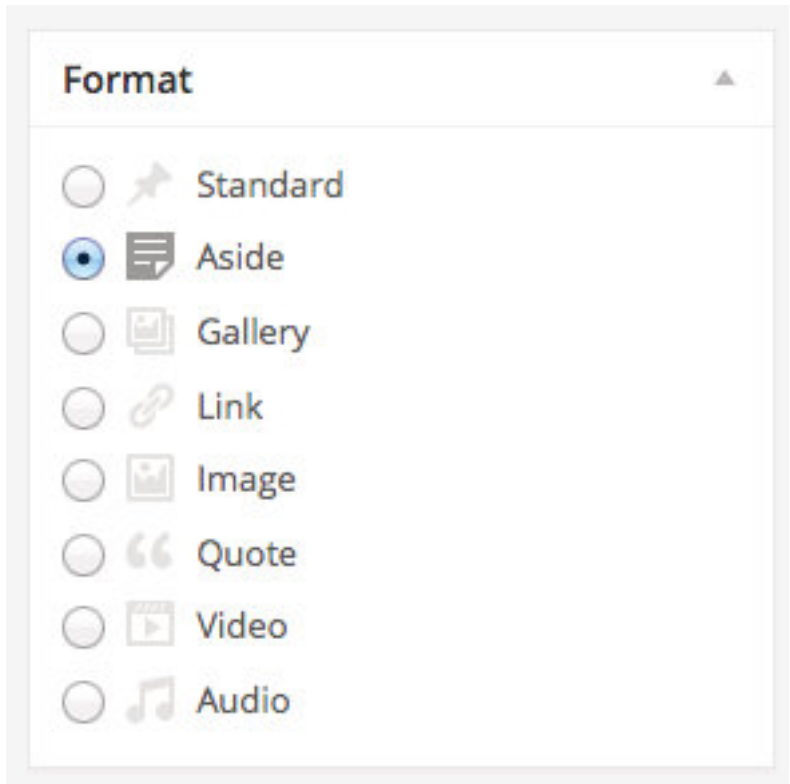 Format
Standard
Aside
Gallery
Link
Image
Quote
Video
Audio